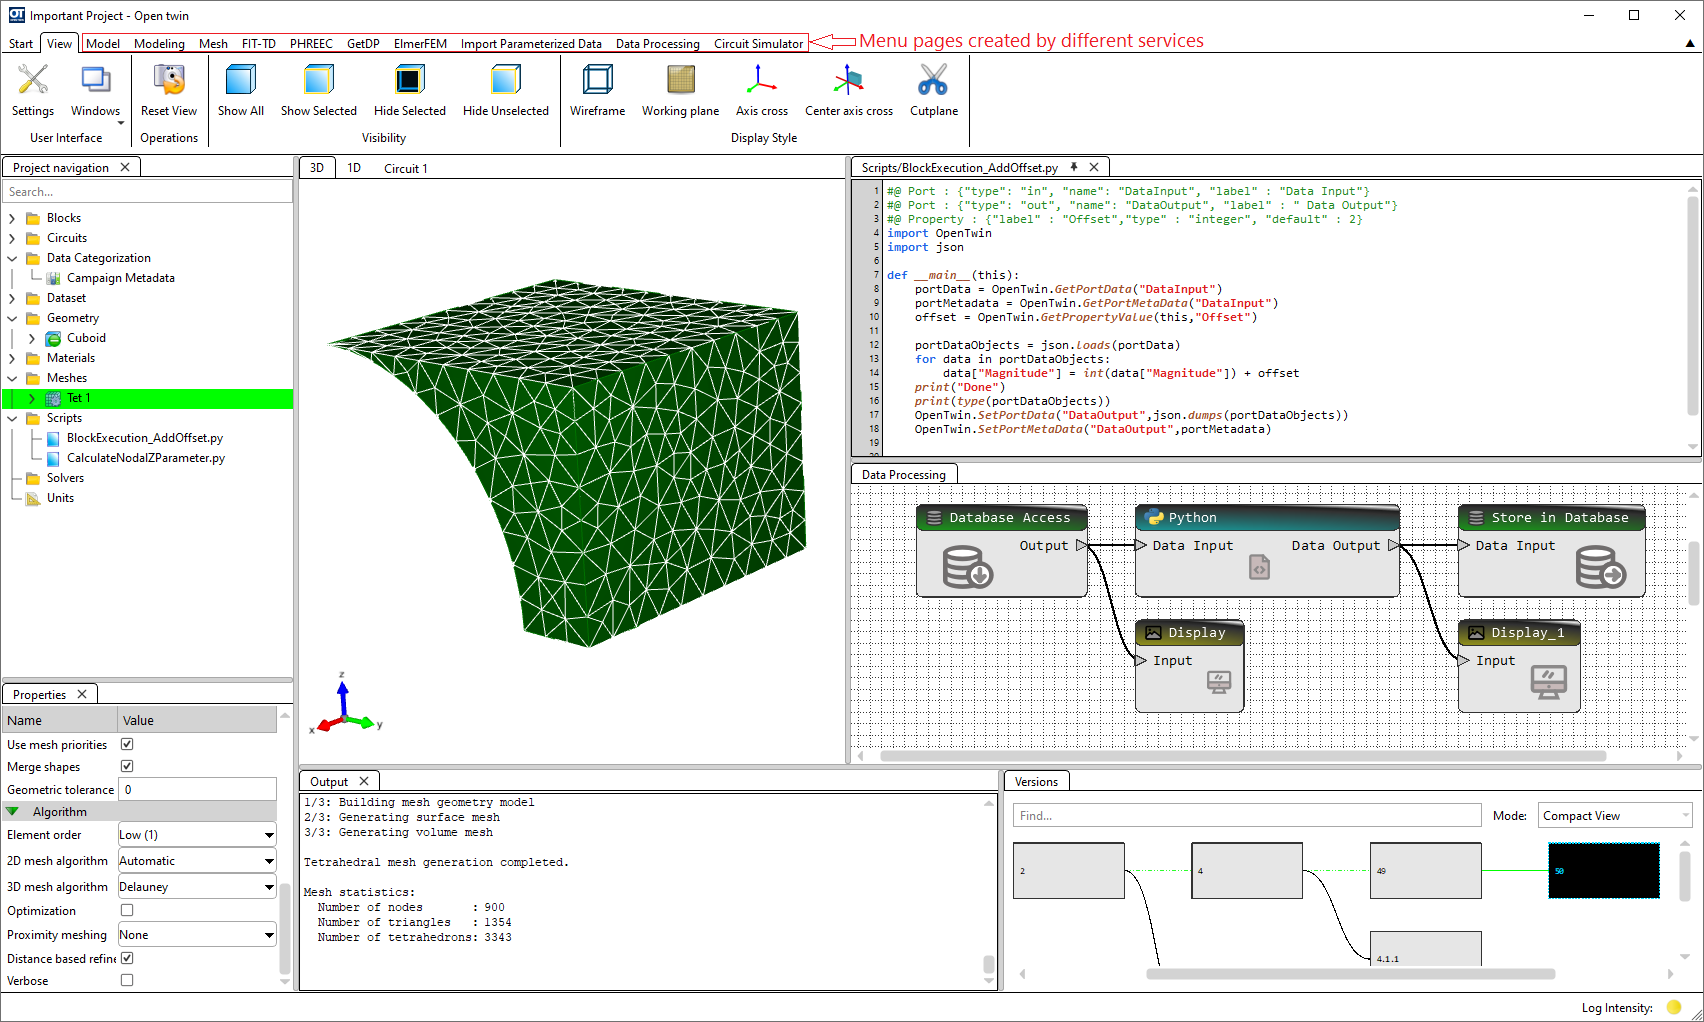 Important Project - Open twin
Start View Model Modeling Mesh FIT-TD PHREEC GetDP ElmerFEM Import Parameterized Data Data Processing Circuit Simulator Menu pages created by different services
Settings Windows Reset View Show All Show Selected Hide Selected Hide Unselected Wireframe Working plane Axis cross Center axis cross Cutplane
User Interface Operations Visibility Display Style
Project navigation
Search...
Blocks
Circuits
Data Categorization
Campaign Metadata
Dataset
Geometry
Cuboid
Materials
Meshes
Tet 1
Scripts
BlockExecution_AddOffset.py
CalculateNodalZParameter.py
Solvers
Units
Properties
Name Value
Use mesh priorities
Merge shapes
Geometric tolerance 0
Algorithm
Element order Low (1)
2D mesh algorithm Automatic
3D mesh algorithm Delauney
Optimization
Proximity meshing None
Distance based refine
Verbose
3D 1D Circuit 1
z
x y
Scripts/BlockExecution_AddOffset.py
1 #@ Port : {"type": "in", "name": "DataInput", "label" : "Data Input"}
2 #@ Port : {"type": "out", "name": "DataOutput", "label" : " Data Output"}
3 #@ Property : {"label" : "Offset","type" : "integer", "default" : 2}
4 import OpenTwin
5 import json
6
7 def __main__(this):
8 portData = OpenTwin.GetPortData("DataInput")
9 portMetadata = OpenTwin.GetPortMetaData("DataInput")
10 offset = OpenTwin.GetPropertyValue(this,"Offset")
11
12 portDataObjects = json.loads(portData)
13 for data in portDataObjects:
14 data["Magnitude"] = int(data["Magnitude"]) + offset
15 print("Done")
16 print(type(portDataObjects))
17 OpenTwin.SetPortData("DataOutput",json.dumps(portDataObjects))
18 OpenTwin.SetPortMetaData("DataOutput",portMetadata)
19
20
Data Processing
Database Access Python Store in Database
Output Data Input Data Output Data Input
Display Display_1
Input Input
Output
1/3: Building mesh geometry model
2/3: Generating surface mesh
3/3: Generating volume mesh
Tetrahedral mesh generation completed.
Mesh statistics:
Number of nodes : 900
Number of triangles : 1354
Number of tetrahedrons: 3343
Versions
Find... Mode: Compact View
2 4 49 50
4.1.1
Log Intensity: